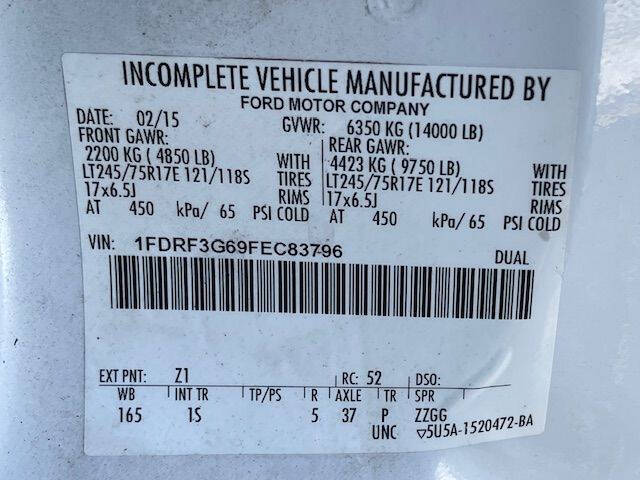 INCOMPLETE VEHICLE MANUFACTURED BY
FORD MOTOR COMPANY
DATE: 02/15 GVWR: 6350 KG (14000 LB)
FRONT GAWR: REAR GAWR:
2200 KG ( 4850 LB) WITH 4423 KG ( 9750 LB) WITH
LT245/75R17E 121/118S TIRES LT245/75R17E 121/118S TIRES
17x6.5J RIMS 17x6.5J RIMS
AT 450 kPa/ 65 PSI COLD AT 450 kPa/ 65 PSI COLD
VIN: 1FDRF3G69FEC83796 DUAL
EXT PNT: Z1 RC: 52 DSO:
WB INT TR TP/PS R AXLE TR SPR
165 1S 5 37 P ZZGG
UNC ▽5U5A-1520472-BA